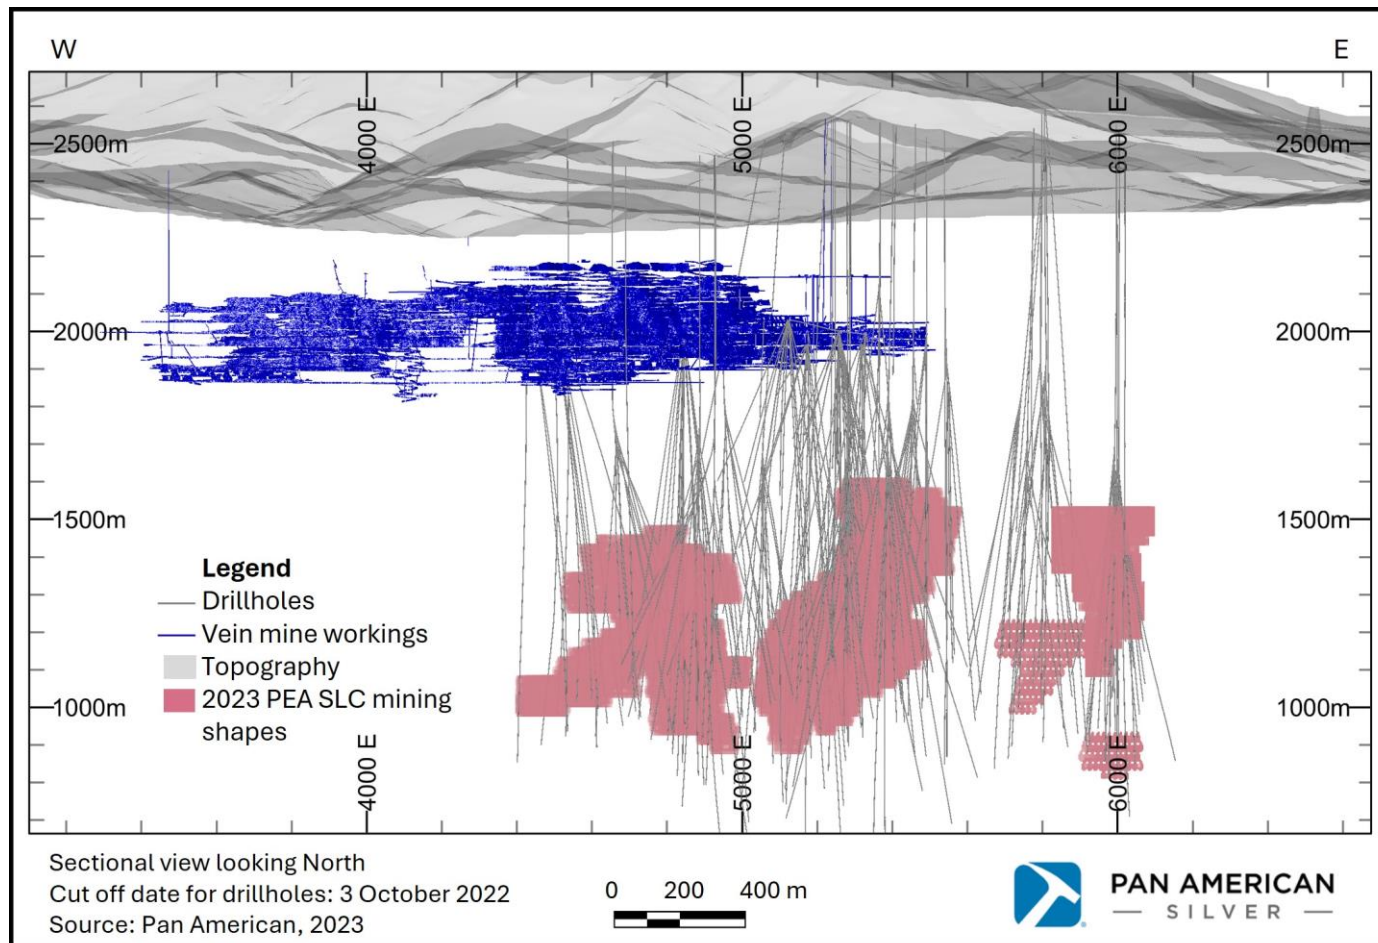 W
E
4000 E
5000 E
6000 E
2500m
2500m
2000m
2000m
1500m
1500m
Legend
Drillholes
Vein mine workings
Topography
2023 PEA SLC mining
shapes
1000m
1000m
4000 E
5000 E
6000 E
Sectional view looking North
Cut off date for drillholes: 3 October 2022
Source: Pan American, 2023
0 200 400 m
PAN AMERICAN
SILVER